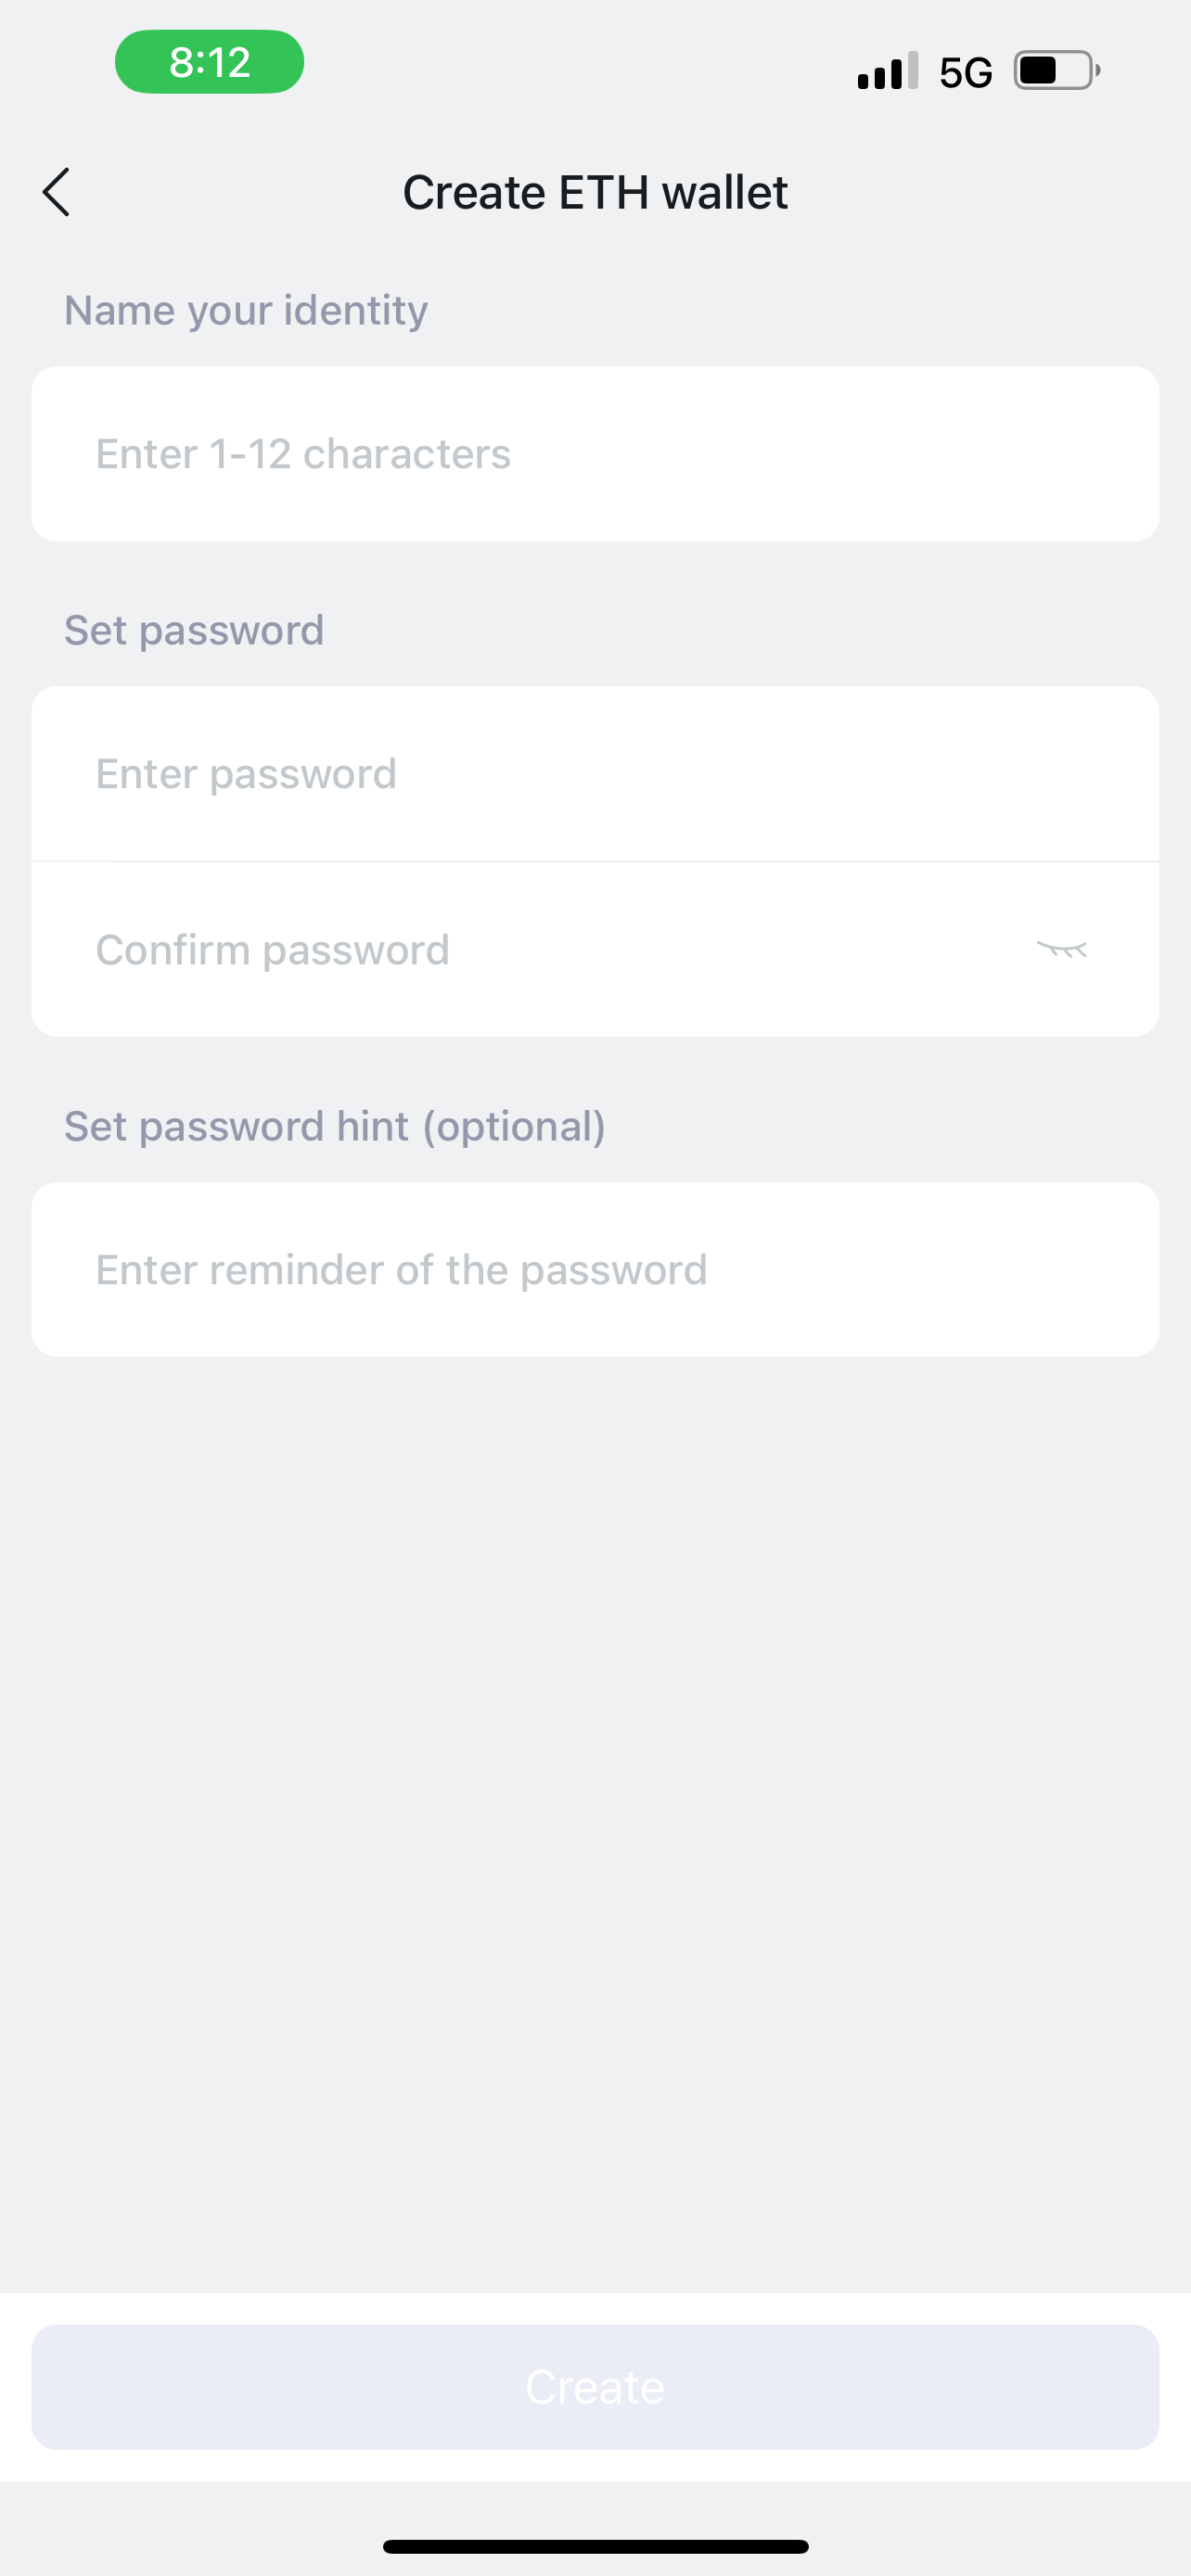 8:12
5G
Create ETH wallet
Name your identity
Enter 1-12 characters
Set password
Enter password
Confirm password
Set password hint (optional)
Enter reminder of the password
Create